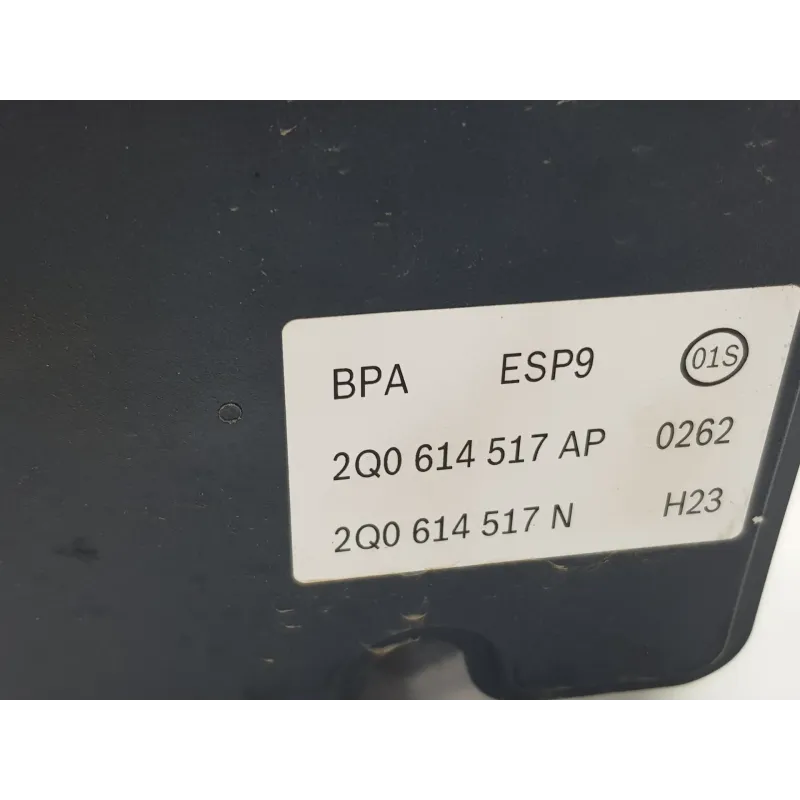 BPA ESP9 01S
2Q0 614 517 AP 0262
2Q0 614 517 N H23